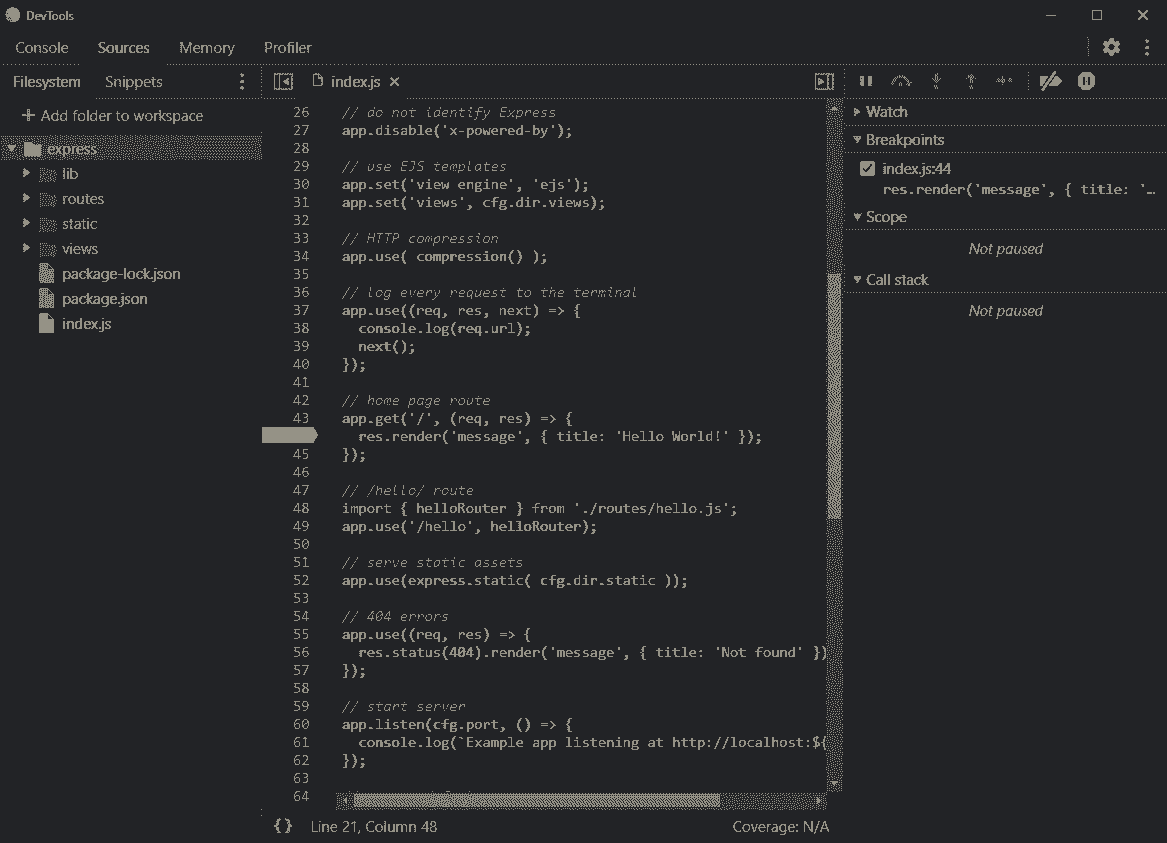 DevTools
Console Sources Memory Profiler
Filesystem Snippets
+ Add folder to workspace
express
lib
routes
static
views
package-lock.json
package.json
index.js
index.js ×
26 // do not identify Express
27 app.disable('x-powered-by');
28
29 // use EJS templates
30 app.set('view engine', 'ejs');
31 app.set('views', cfg.dir.views);
32
33 // HTTP compression
34 app.use( compression() );
35
36 // log every request to the terminal
37 app.use((req, res, next) => {
38 console.log(req.url);
39 next();
40 });
41
42 // home page route
43 app.get('/', (req, res) => {
res.render('message', { title: 'Hello World!' });
45 });
46
47 // /hello/ route
48 import { helloRouter } from './routes/hello.js';
49 app.use('/hello', helloRouter);
50
51 // serve static assets
52 app.use(express.static( cfg.dir.static ));
53
54 // 404 errors
55 app.use((req, res) => {
56 res.status(404).render('message', { title: 'Not found' })
57 });
58
59 // start server
60 app.listen(cfg.port, () => {
61 console.log(`Example app listening at http://localhost:${
62 });
63
64
{} Line 21, Column 48
Coverage: N/A
Watch
Breakpoints
index.js:44
res.render('message', { title: '…
Scope
Not paused
Call stack
Not paused